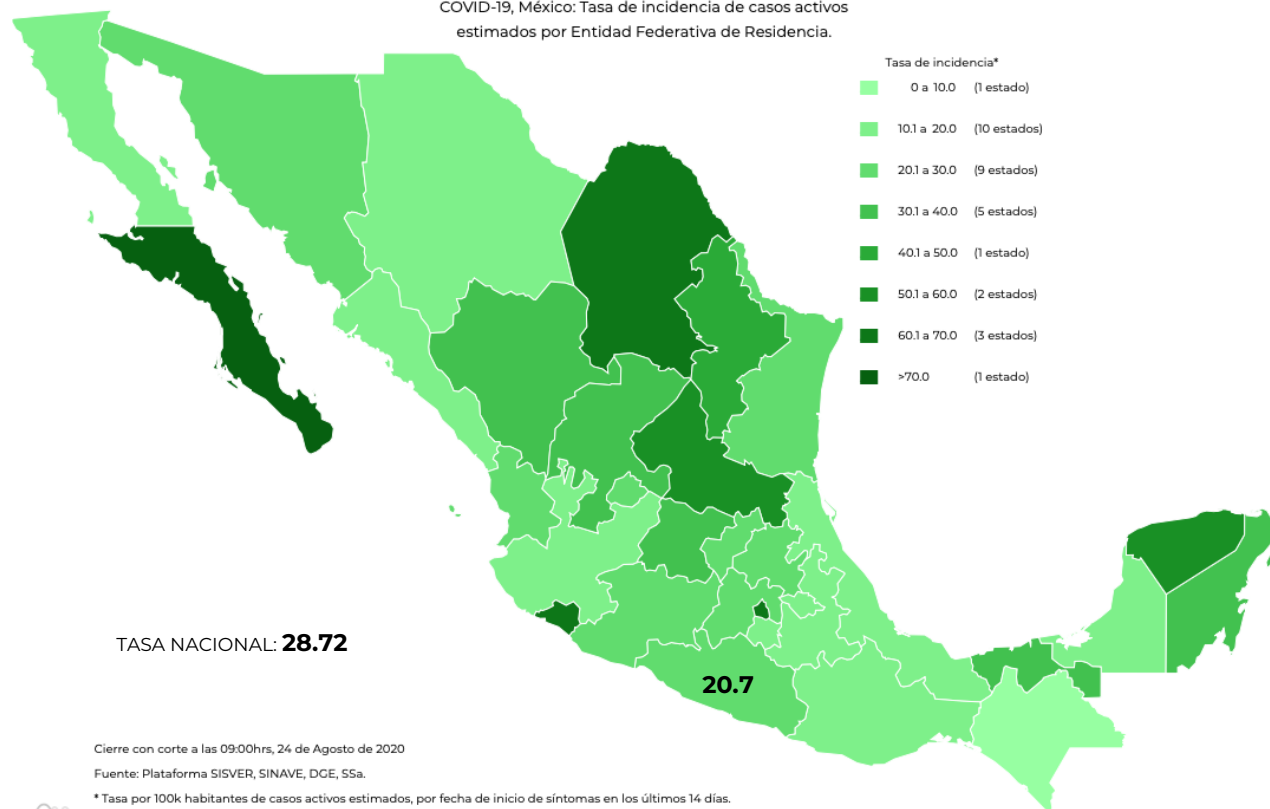 COVID-19, México: Tasa de incidencia de casos activos
estimados por Entidad Federativa de Residencia.
Tasa de incidencia*
0 a 10.0 (1 estado)
10.1 a 20.0 (10 estados)
20.1 a 30.0 (9 estados)
30.1 a 40.0 (5 estados)
40.1 a 50.0 (1 estado)
50.1 a 60.0 (2 estados)
60.1 a 70.0 (3 estados)
>70.0 (1 estado)
TASA NACIONAL: 28.72
20.7
Cierre con corte a las 09:00hrs, 24 de Agosto de 2020
Fuente: Plataforma SISVER, SINAVE, DGE, SSa.
* Tasa por 100k habitantes de casos activos estimados, por fecha de inicio de síntomas en los últimos 14 días.